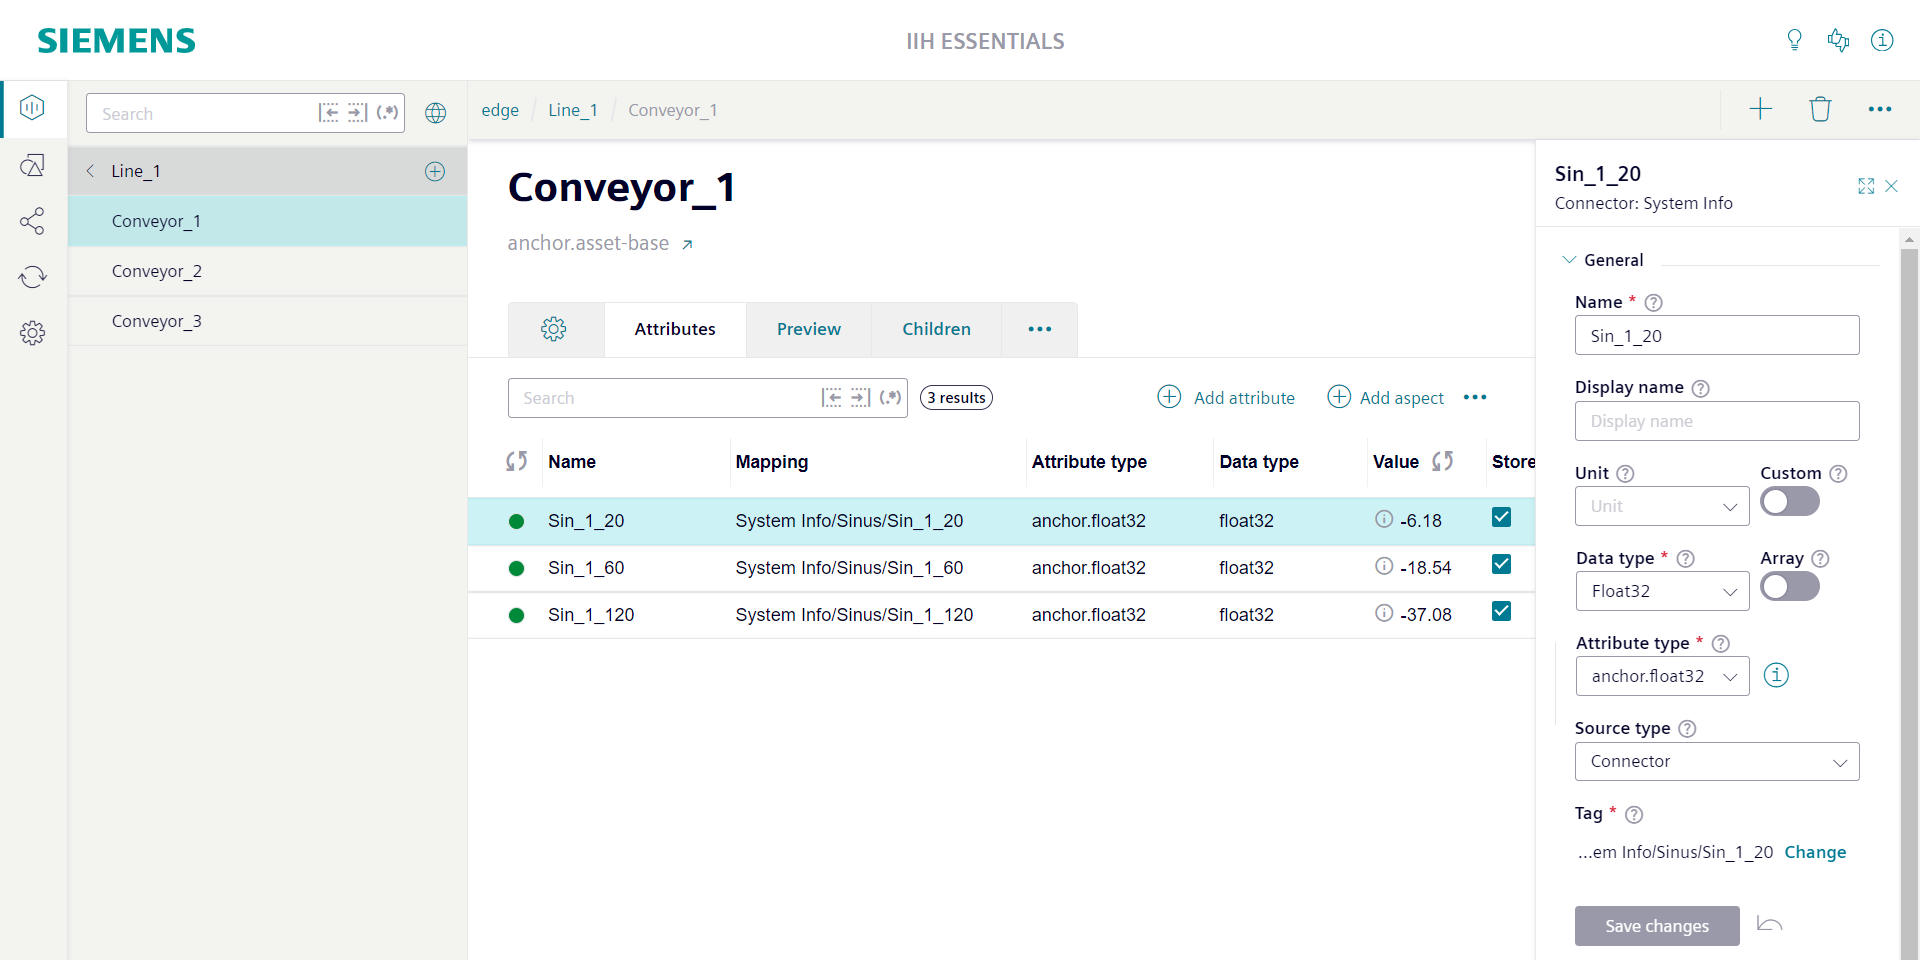 SIEMENS
IIH ESSENTIALS
Search
(.*)
edge / Line_1 / Conveyor_1
Line_1
Conveyor_1
Conveyor_2
Conveyor_3
Conveyor_1
anchor.asset-base
Attributes
Preview
Children
Search
(.*)
3 results
Add attribute
Add aspect
Name Mapping Attribute type Data type Value Store
Sin_1_20 System Info/Sinus/Sin_1_20 anchor.float32 float32 -6.18
Sin_1_60 System Info/Sinus/Sin_1_60 anchor.float32 float32 -18.54
Sin_1_120 System Info/Sinus/Sin_1_120 anchor.float32 float32 -37.08
Sin_1_20
Connector: System Info
General
Name *
Sin_1_20
Display name
Display name
Unit Custom
Unit
Data type * Array
Float32
Attribute type *
anchor.float32
Source type
Connector
Tag *
...em Info/Sinus/Sin_1_20 Change
Save changes